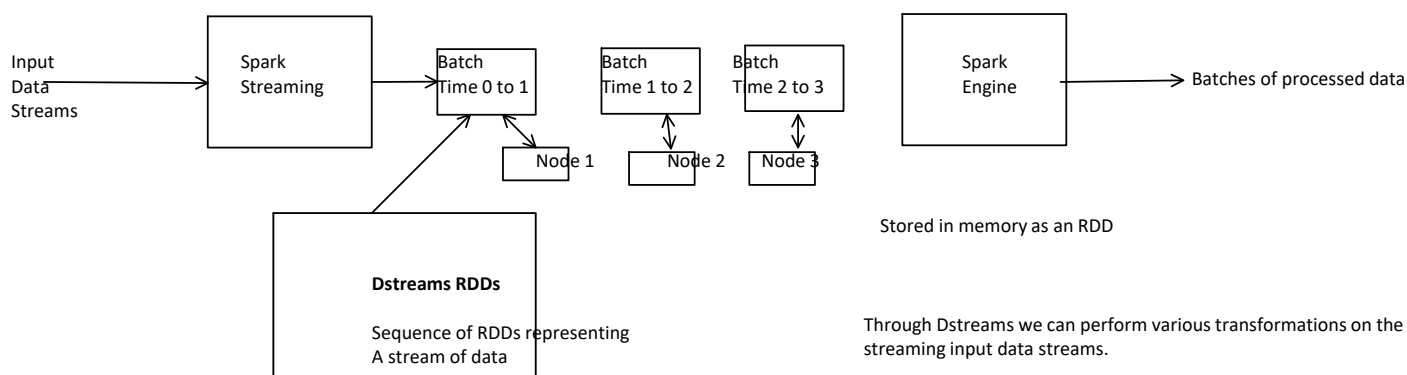 Input
Data
Streams
Spark
Streaming
Batch
Time 0 to 1
Batch
Time 1 to 2
Batch
Time 2 to 3
Spark
Engine
Batches of processed data
Node 1
Node 2
Node 3
Stored in memory as an RDD
Dstreams RDDs
Sequence of RDDs representing
A stream of data
Through Dstreams we can perform various transformations on the
streaming input data streams.